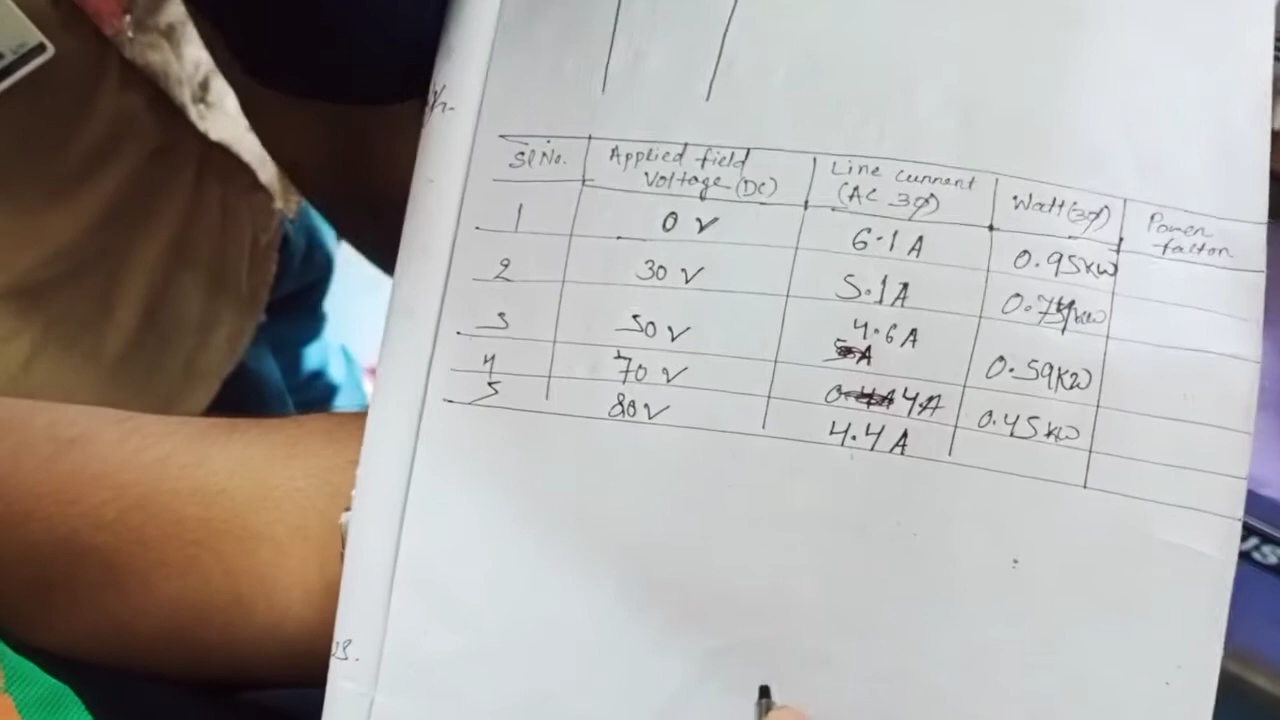 Sl No. Applied field Voltage (DC) Line current (AC 3φ) Watt (3φ) Power factor
1 0 V 6.1 A 0.95 KW
2 30 V 5.1 A
3 50 V 4.6 A 0.59 KW
4 70 V 4 A 0.45 KW
5 80 V 4.4 A